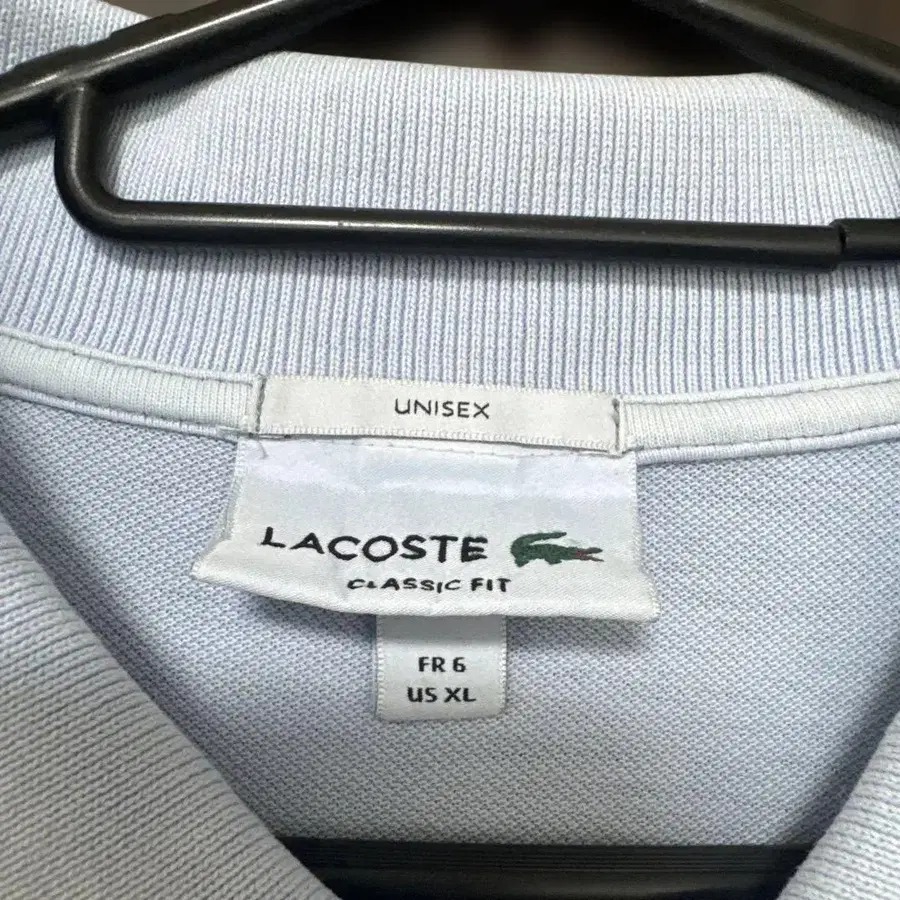 UNISEX
LACOSTE
CLASSIC FIT
FR 6
US XL